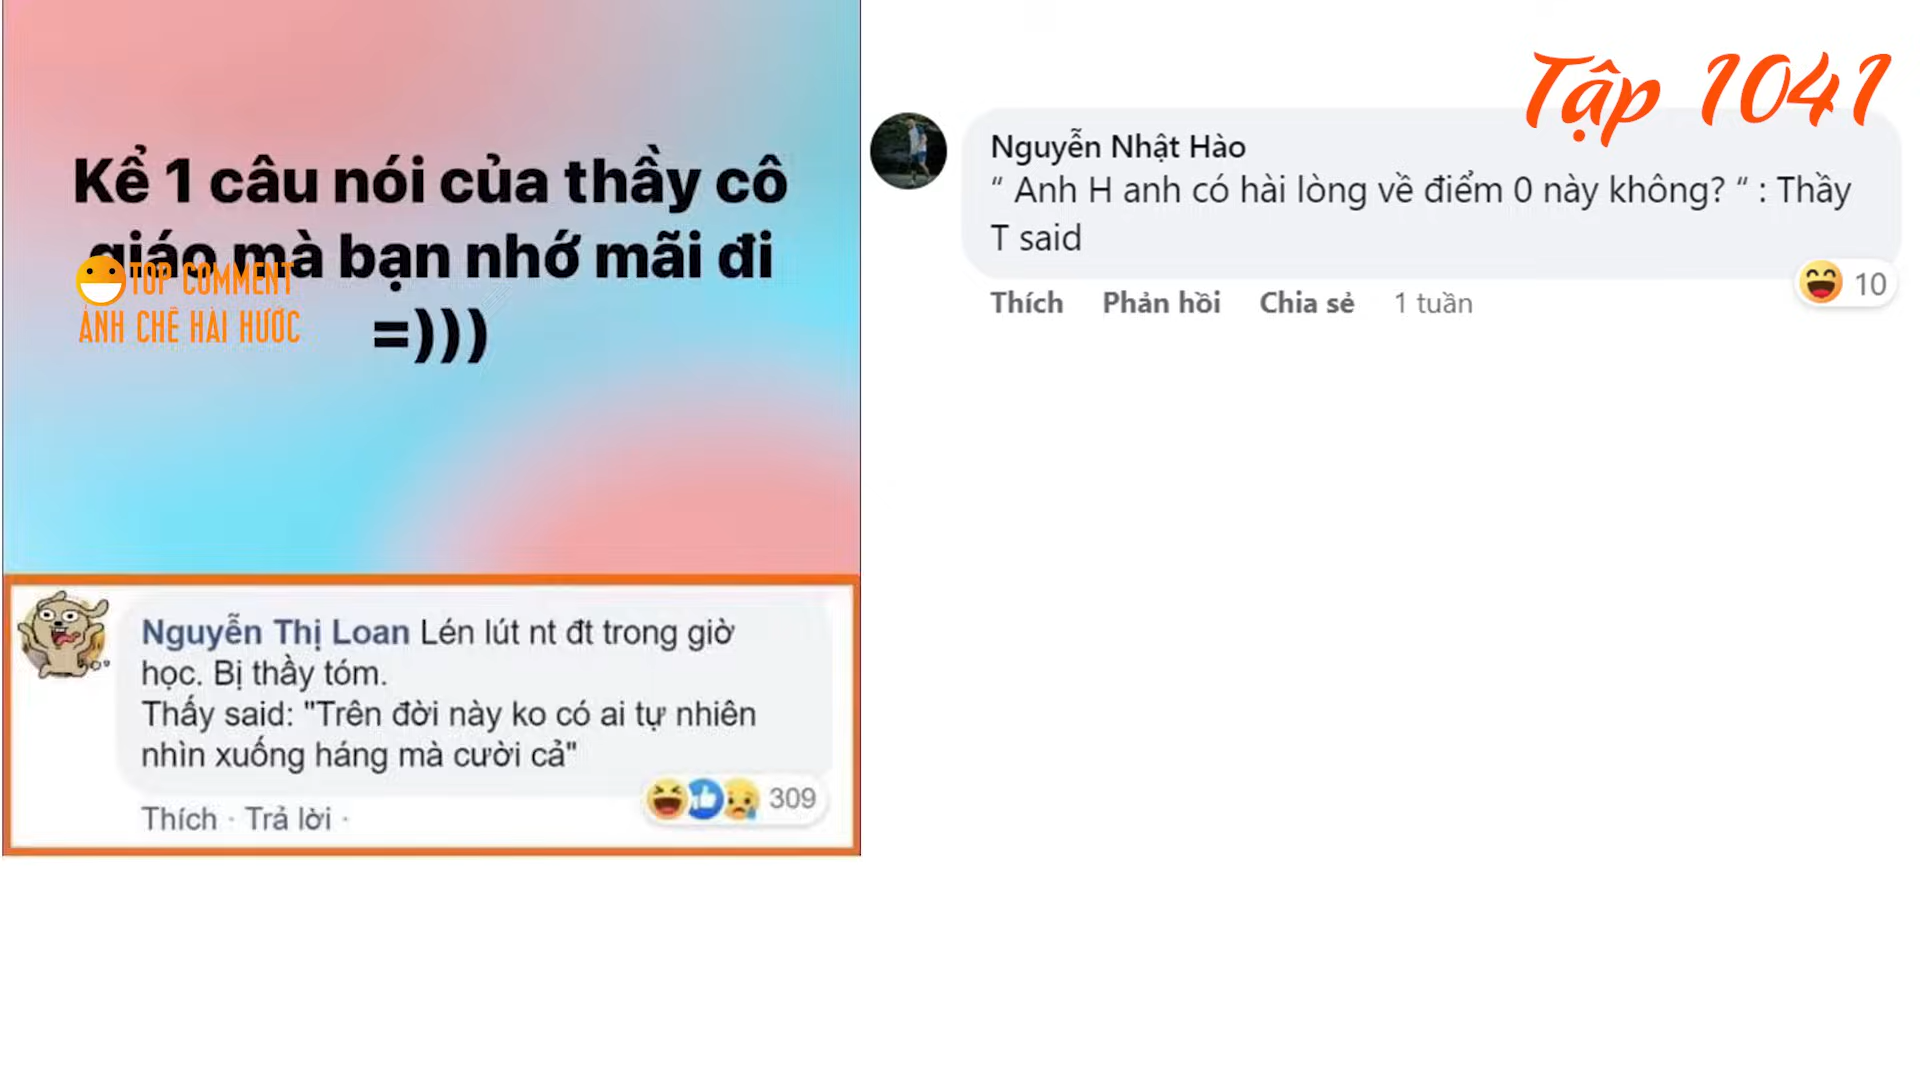 Kể 1 câu nói của thầy cô
giáo mà bạn nhớ mãi đi
=)))
TOP COMMENT
ẢNH CHẾ HÀI HƯỚC
Nguyễn Thị Loan Lén lút nt đt trong giờ
học. Bị thầy tóm.
Thấy said: "Trên đời này ko có ai tự nhiên
nhìn xuống háng mà cười cả"
309
Thích · Trả lời ·
Tập 1041
Nguyễn Nhật Hào
“ Anh H anh có hài lòng về điểm 0 này không? “ : Thầy
T said
10
Thích Phản hồi Chia sẻ 1 tuần